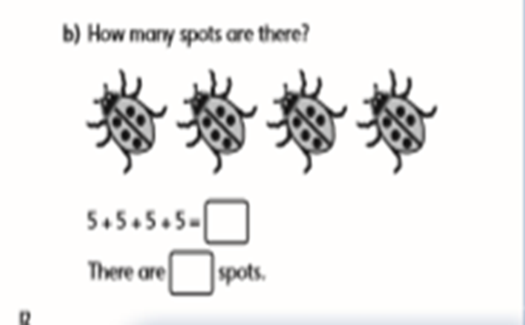 b) How many spots are there?
5 + 5 + 5 + 5 =
There are spots.
12